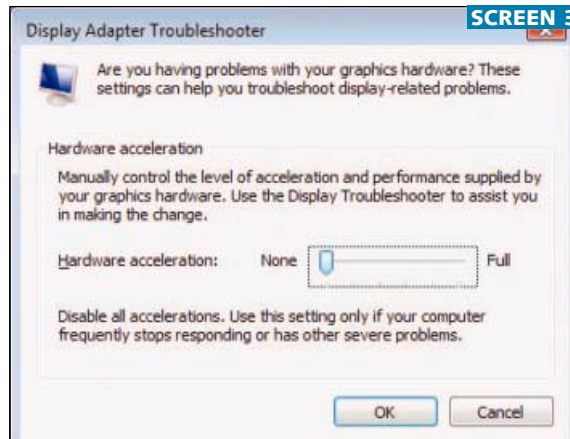 SCREEN 3
Display Adapter Troubleshooter
Are you having problems with your graphics hardware? These
settings can help you troubleshoot display-related problems.
Hardware acceleration
Manually control the level of acceleration and performance supplied by
your graphics hardware. Use the Display Troubleshooter to assist you
in making the change.
Hardware acceleration: None Full
Disable all accelerations. Use this setting only if your computer
frequently stops responding or has other severe problems.
OK Cancel